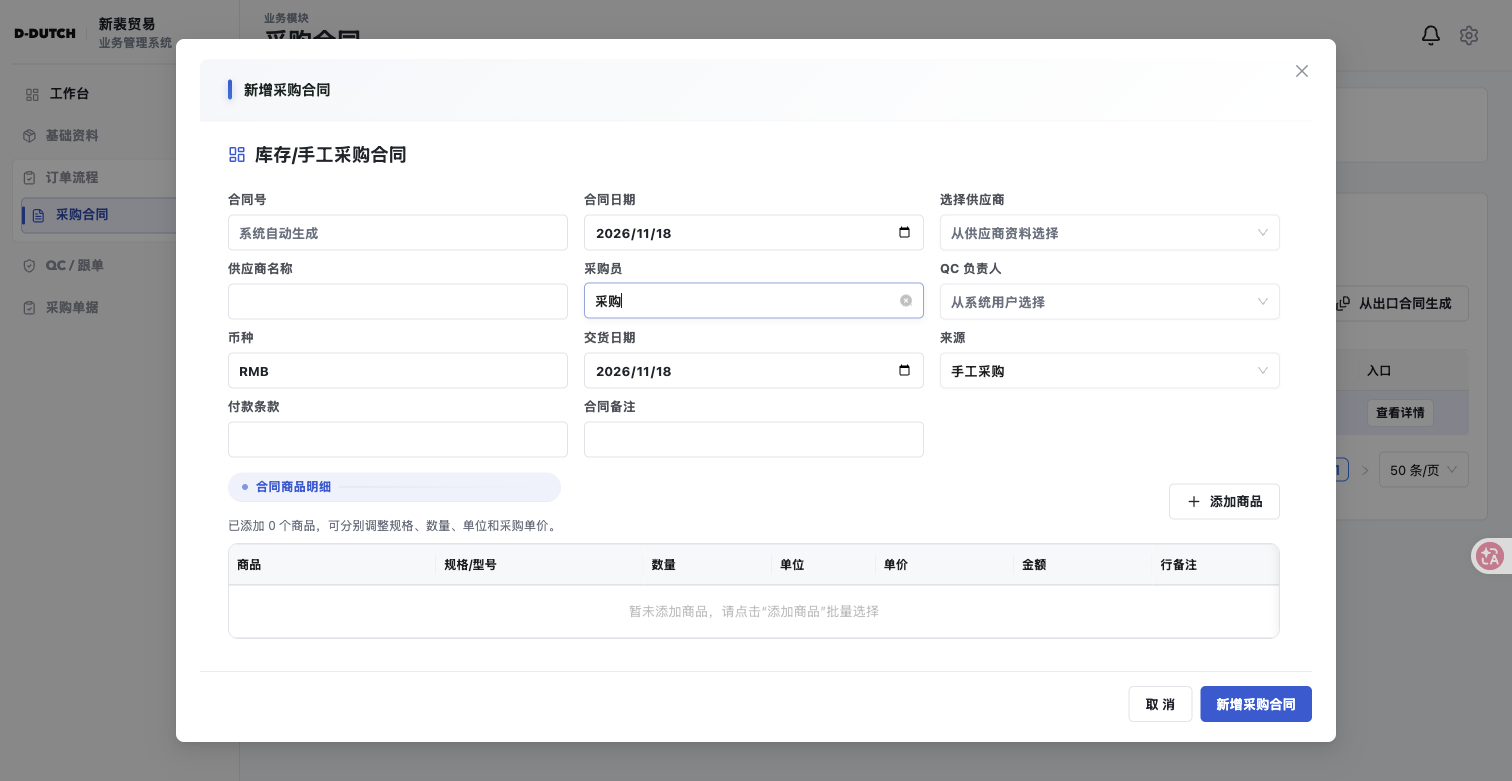 D-DUTCH
新裴贸易
业务管理系统
业务模块
采购合同
工作台
基础资料
订单流程
采购合同
QC / 跟单
采购单据
新增采购合同
库存/手工采购合同
合同号
合同日期
选择供应商
系统自动生成
2026/11/18
从供应商资料选择
供应商名称
采购员
QC 负责人
采购
从系统用户选择
币种
交货日期
来源
RMB
2026/11/18
手工采购
付款条款
合同备注
合同商品明细
添加商品
已添加 0 个商品，可分别调整规格、数量、单位和采购单价。
商品
规格/型号
数量
单位
单价
金额
行备注
暂未添加商品，请点击“添加商品”批量选择
取 消
新增采购合同
从出口合同生成
入口
查看详情
1
50 条/页